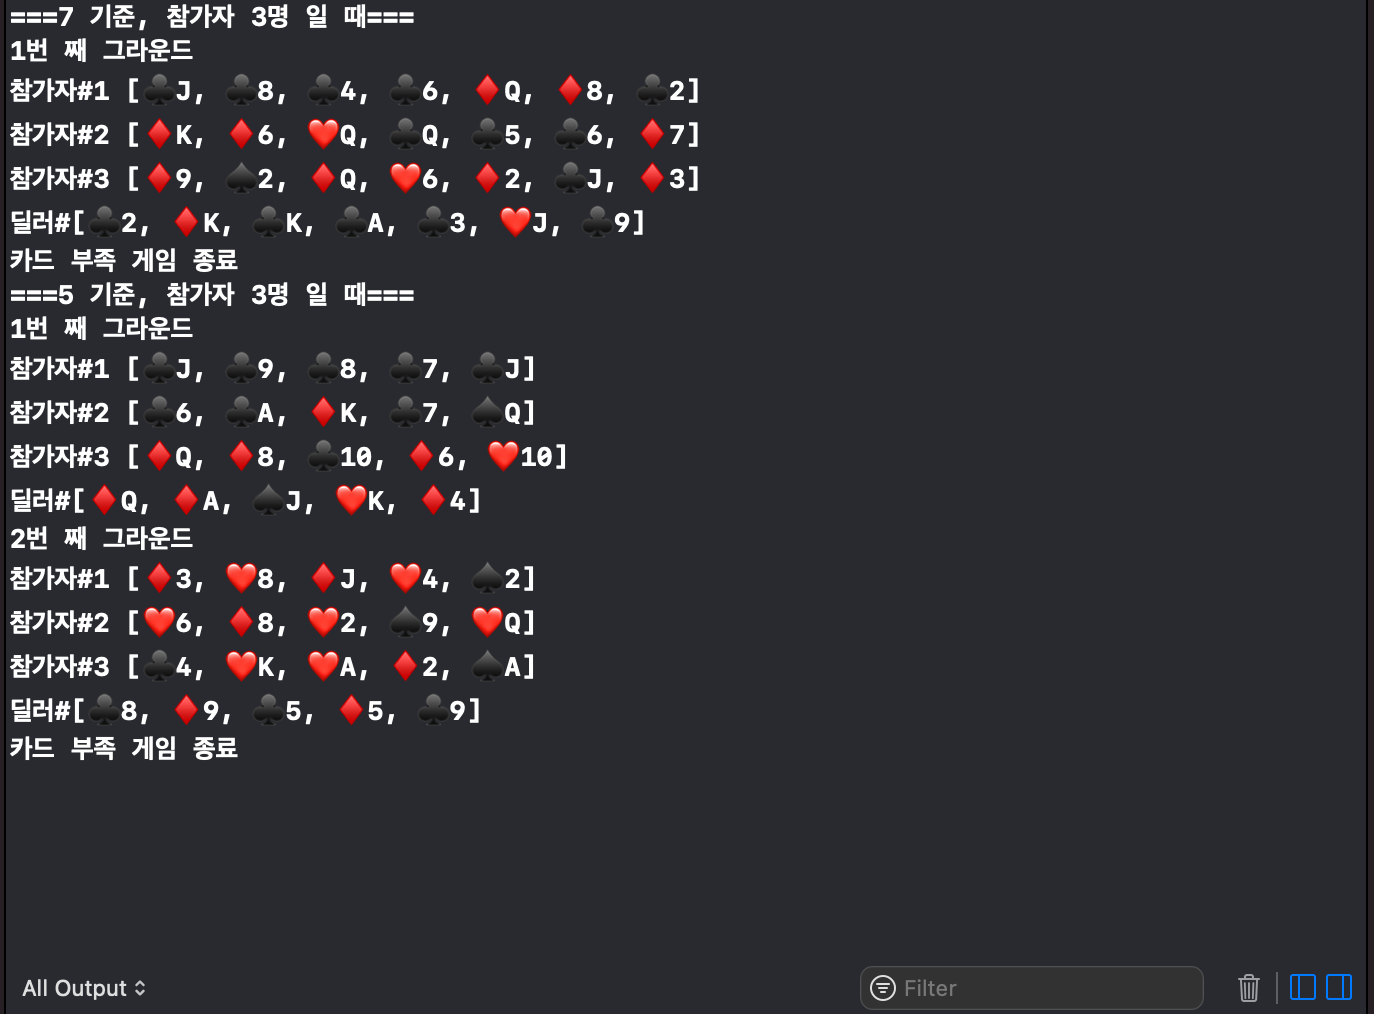 ===7 기준, 참가자 3명 일 때===
1번 째 그라운드
참가자#1 [♣️J, ♣️8, ♣️4, ♣️6, ♦️Q, ♦️8, ♣️2]
참가자#2 [♦️K, ♦️6, ❤️Q, ♣️Q, ♣️5, ♣️6, ♦️7]
참가자#3 [♦️9, ♠️2, ♦️Q, ❤️6, ♦️2, ♣️J, ♦️3]
딜러#[♣️2, ♦️K, ♣️K, ♣️A, ♣️3, ❤️J, ♣️9]
카드 부족 게임 종료
===5 기준, 참가자 3명 일 때===
1번 째 그라운드
참가자#1 [♣️J, ♣️9, ♣️8, ♣️7, ♣️J]
참가자#2 [♣️6, ♣️A, ♦️K, ♣️7, ♠️Q]
참가자#3 [♦️Q, ♦️8, ♣️10, ♦️6, ❤️10]
딜러#[♦️Q, ♦️A, ♠️J, ❤️K, ♦️4]
2번 째 그라운드
참가자#1 [♦️3, ❤️8, ♦️J, ❤️4, ♠️2]
참가자#2 [❤️6, ♦️8, ❤️2, ♠️9, ❤️Q]
참가자#3 [♣️4, ❤️K, ❤️A, ♦️2, ♠️A]
딜러#[♣️8, ♦️9, ♣️5, ♦️5, ♣️9]
카드 부족 게임 종료
All Output
Filter